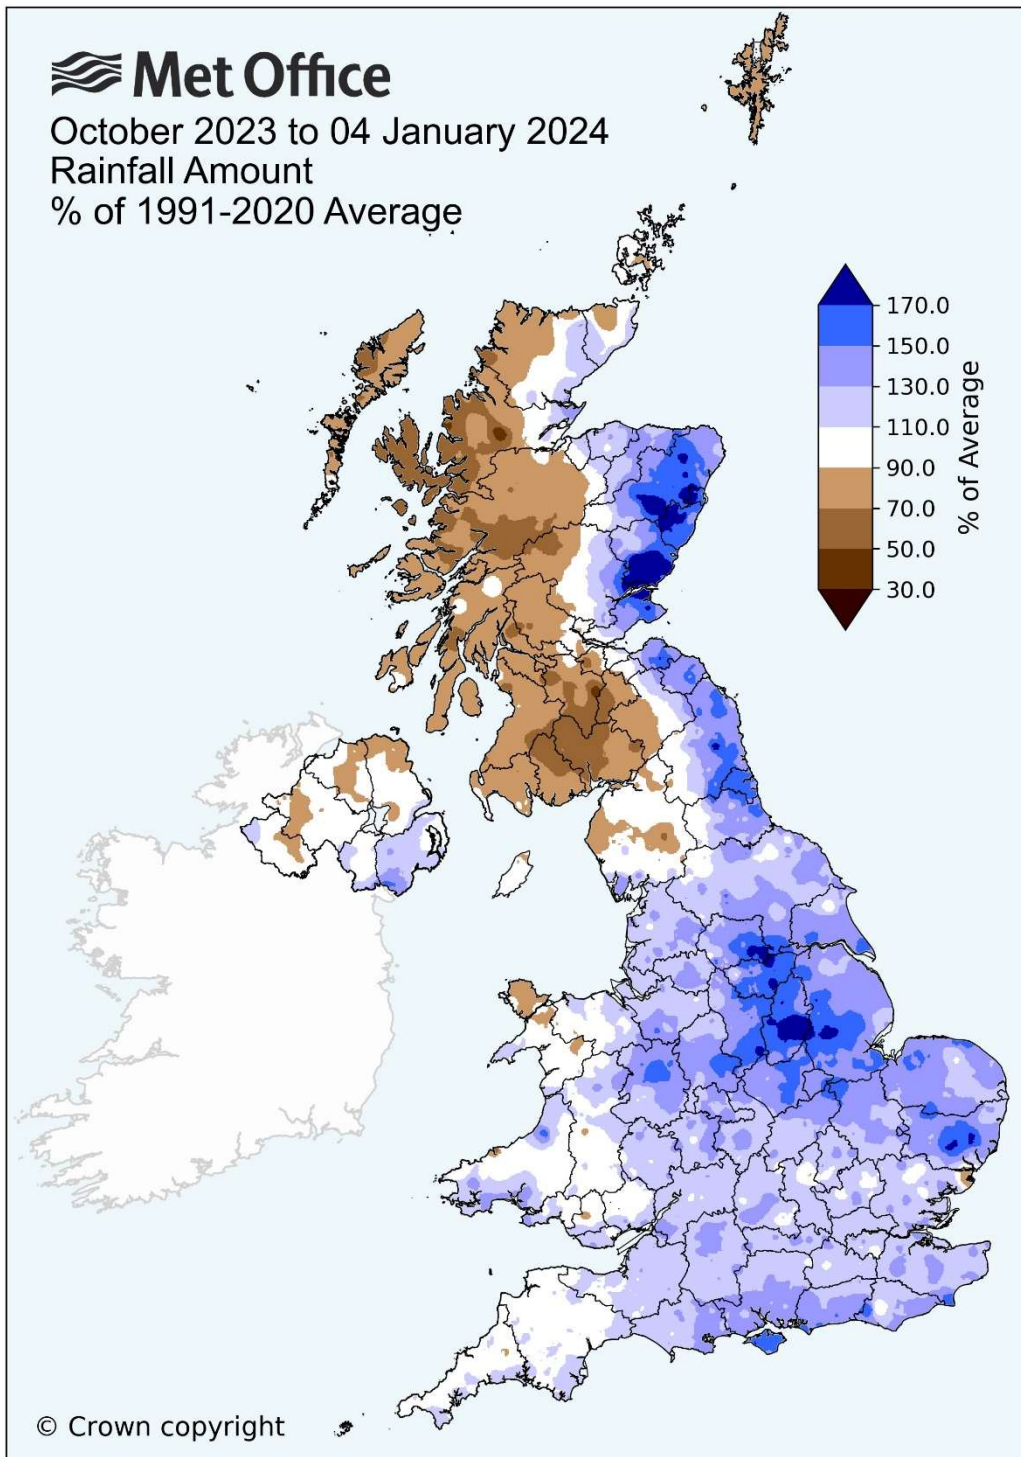 Met Office
October 2023 to 04 January 2024
Rainfall Amount
% of 1991-2020 Average
170.0
150.0
130.0
110.0
90.0
70.0
50.0
30.0
% of Average
© Crown copyright